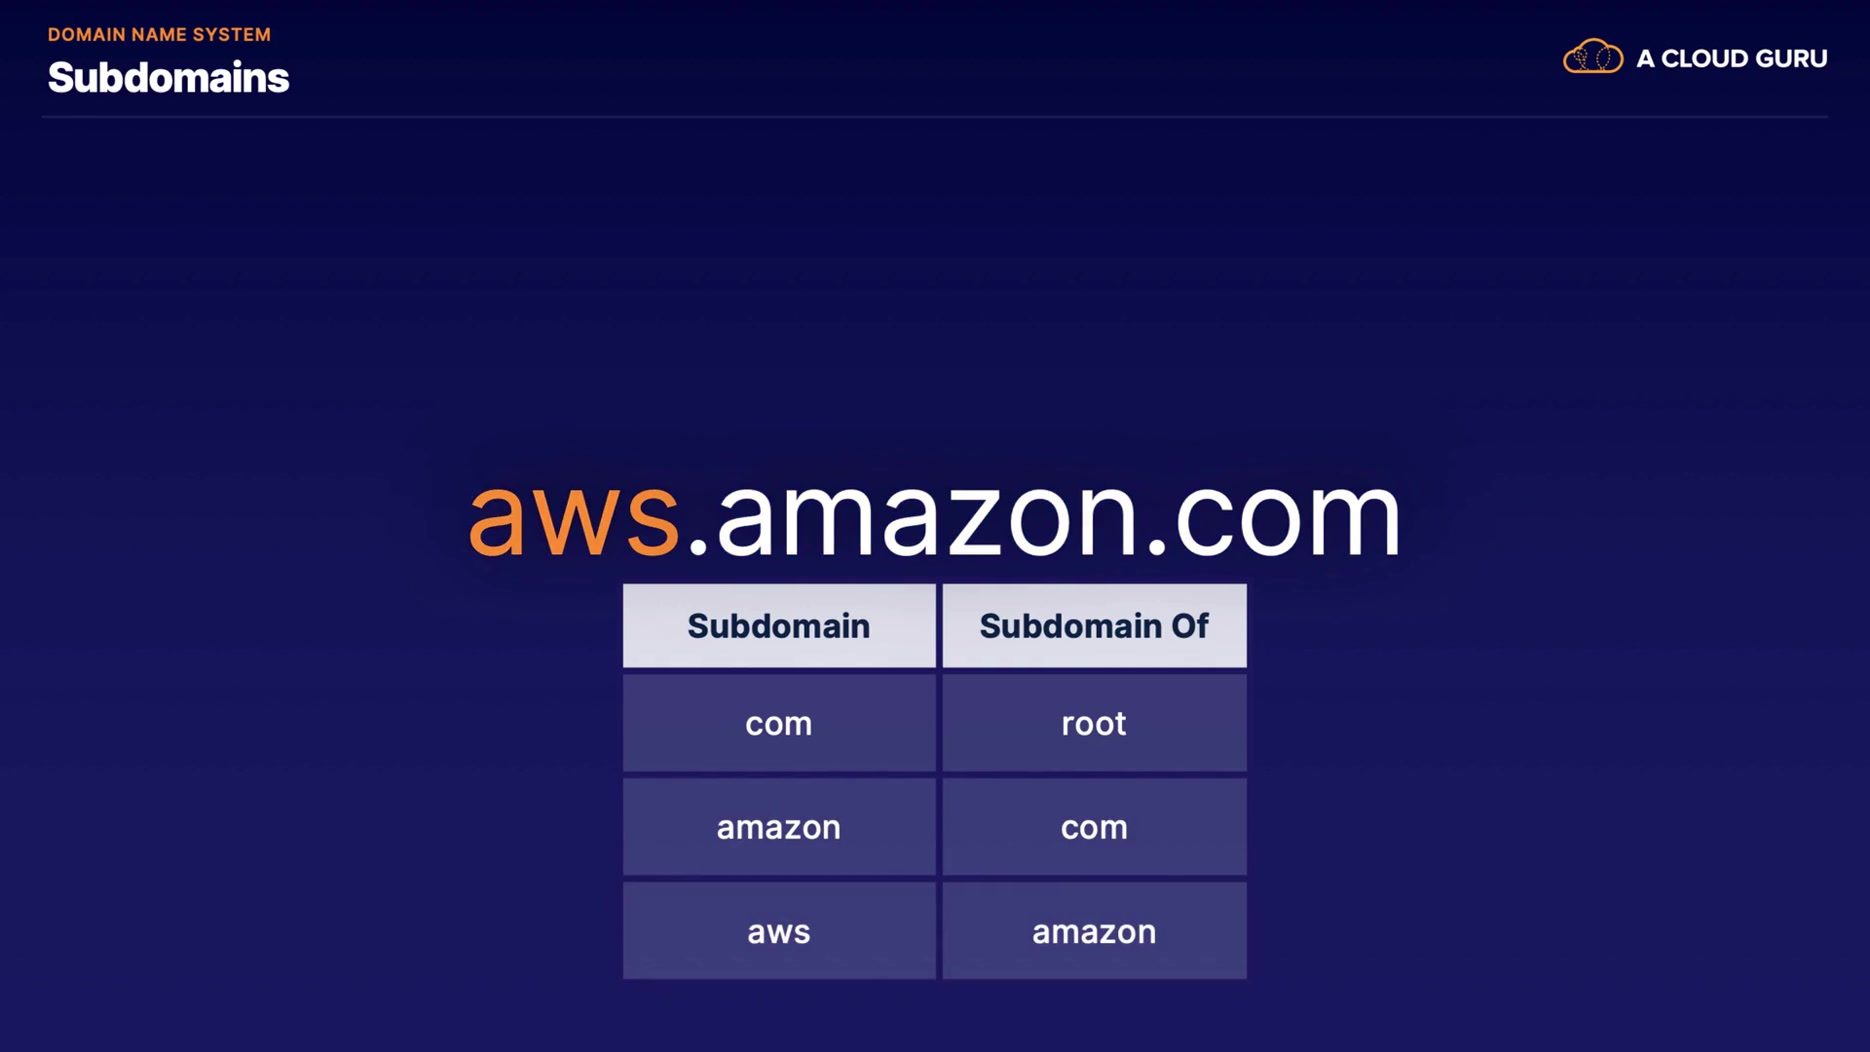 DOMAIN NAME SYSTEM
Subdomains
A CLOUD GURU
aws.amazon.com
Subdomain Subdomain Of
com root
amazon com
aws amazon